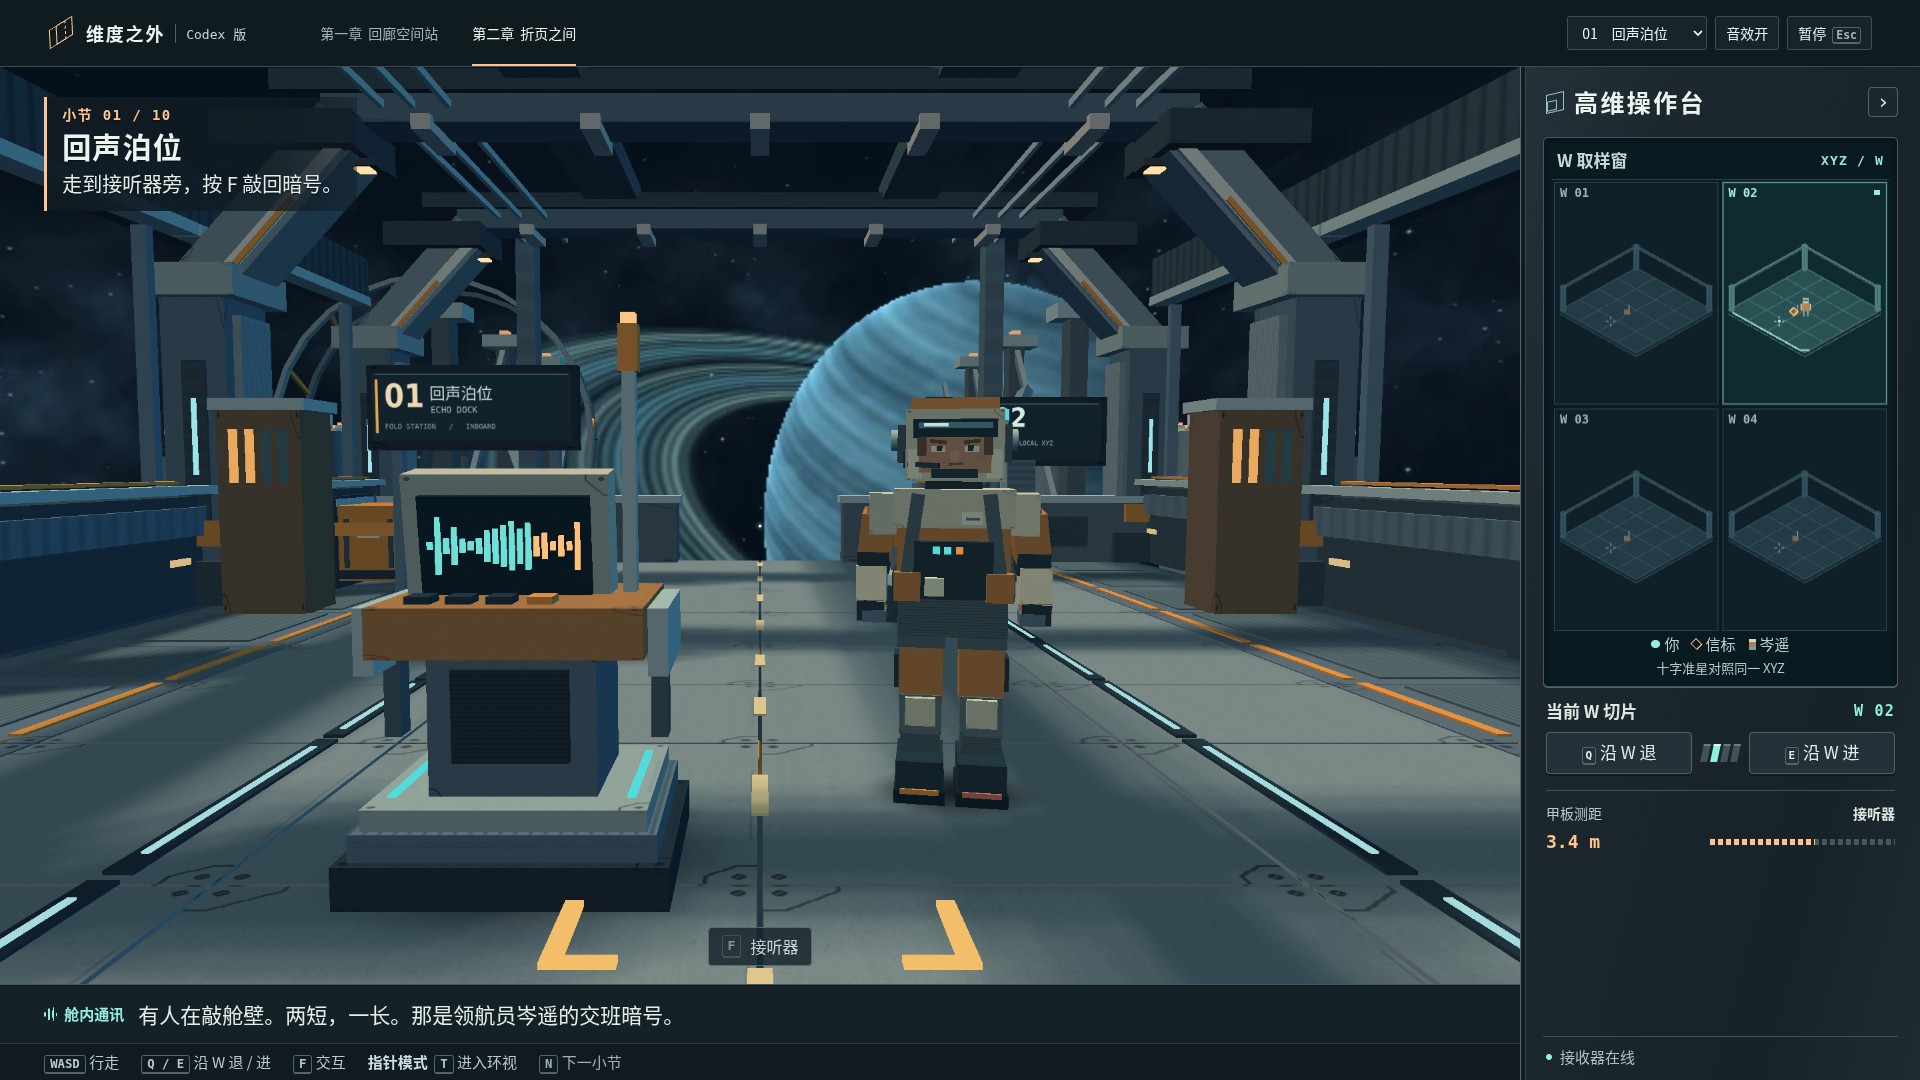 维度之外 Codex 版
第一章 回廊空间站
第二章 折页之间
01 回声泊位
音效开
暂停 Esc
小节 01 / 10
回声泊位
走到接听器旁，按 F 敲回暗号。
01 回声泊位
ECHO DOCK
FOLD STATION / INBOARD
2
LOCAL XYZ
F 接听器
舱内通讯 有人在敲舱壁。两短，一长。那是领航员岑遥的交班暗号。
WASD 行走
Q / E 沿 W 退 / 进
F 交互
指针模式 T 进入环视
N 下一小节
高维操作台
W 取样窗 XYZ / W
W 01
W 02
W 03
W 04
你 信标 岑遥
十字准星对照同一 XYZ
当前 W 切片 W 02
Q 沿 W 退
E 沿 W 进
甲板测距 接听器
3.4 m
接收器在线